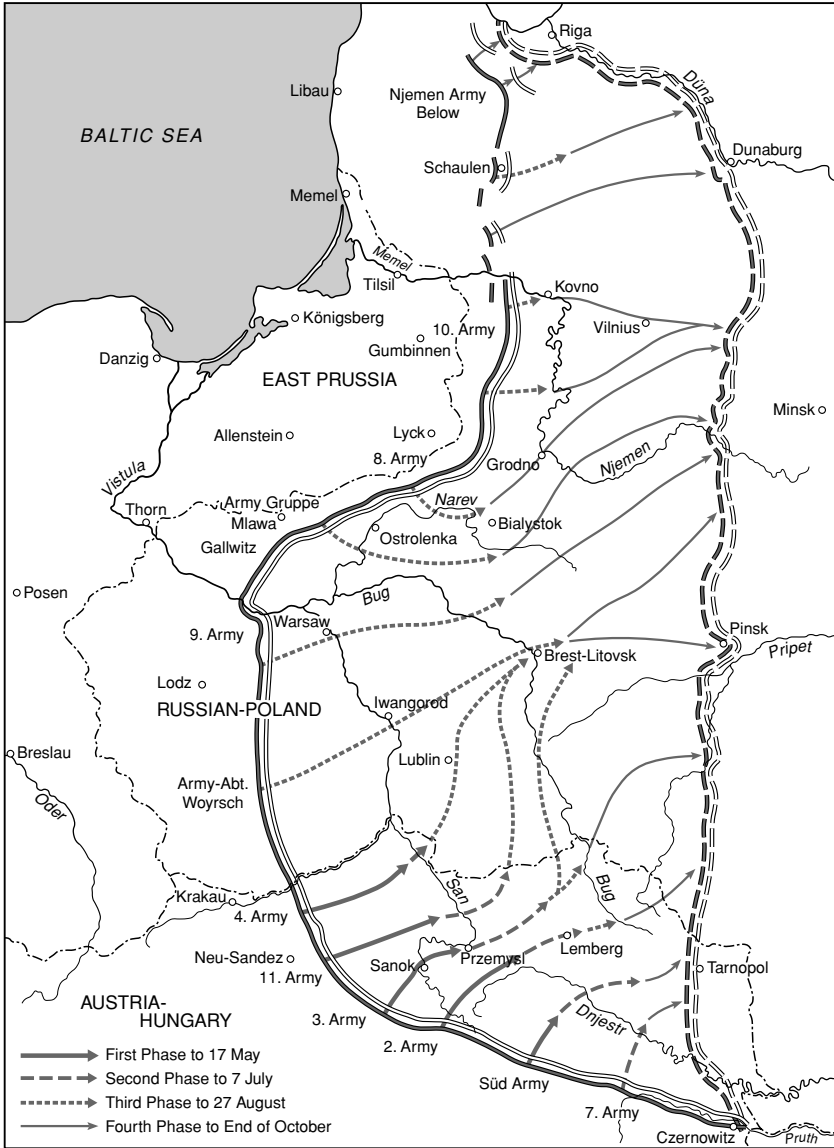 Riga
Njemen Army
Below
Düna
Libau
BALTIC SEA
Schaulen
Dunaburg
Memel
Memel
Tilsil
Kovno
Königsberg
10. Army
Vilnius
Gumbinnen
Danzig
EAST PRUSSIA
Minsk
Allenstein
Lyck
8. Army
Grodno
Njemen
Vistula
Army Gruppe
Narev
Thorn
Mlawa
Bialystok
Gallwitz
Ostrolenka
Posen
Bug
9. Army
Warsaw
Pinsk
Brest-Litovsk
Pripet
Lodz
RUSSIAN-POLAND
Iwangorod
Breslau
Lublin
Army-Abt.
Woyrsch
Oder
San
Bug
Krakau
4. Army
Lemberg
Neu-Sandez
Przemysl
11. Army
Sanok
Tarnopol
AUSTRIA-
HUNGARY
3. Army
Dnjestr
2. Army
First Phase to 17 May
Second Phase to 7 July
Süd Army
Third Phase to 27 August
7. Army
Fourth Phase to End of October
Czernowitz
Pruth